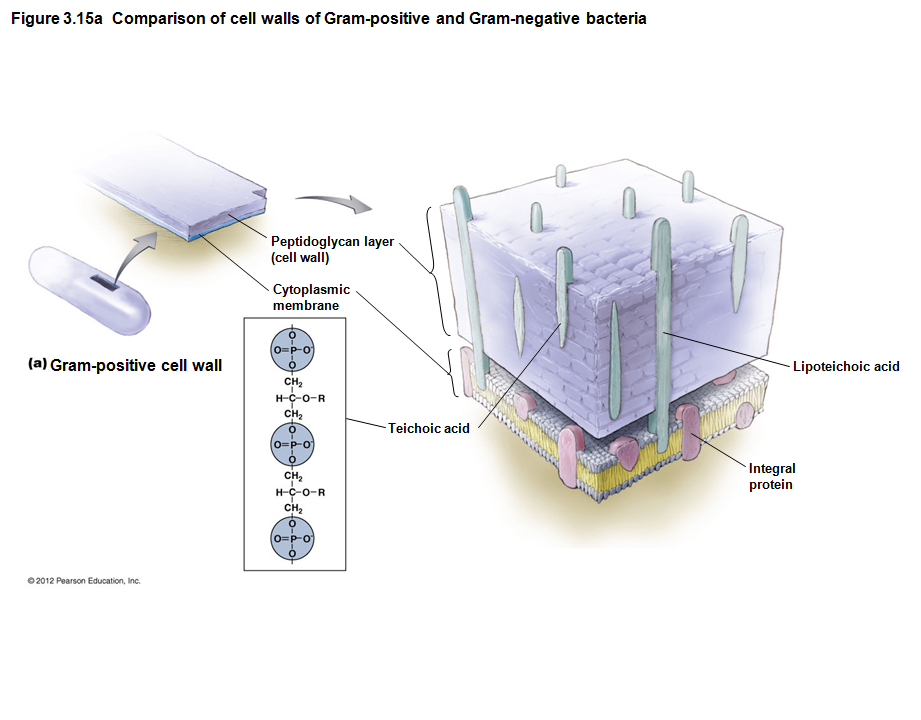 Figure 3.15a  Comparison of cell walls of Gram-positive and Gram-negative bacteria
Peptidoglycan layer
(cell wall)
Cytoplasmic
membrane
(a) Gram-positive cell wall
O
O=P–O⁻
O
CH₂
H–C–O–R
CH₂
O
O=P–O⁻
O
CH₂
H–C–O–R
CH₂
O
O=P–O⁻
O
Teichoic acid
Lipoteichoic acid
Integral
protein
© 2012 Pearson Education, Inc.